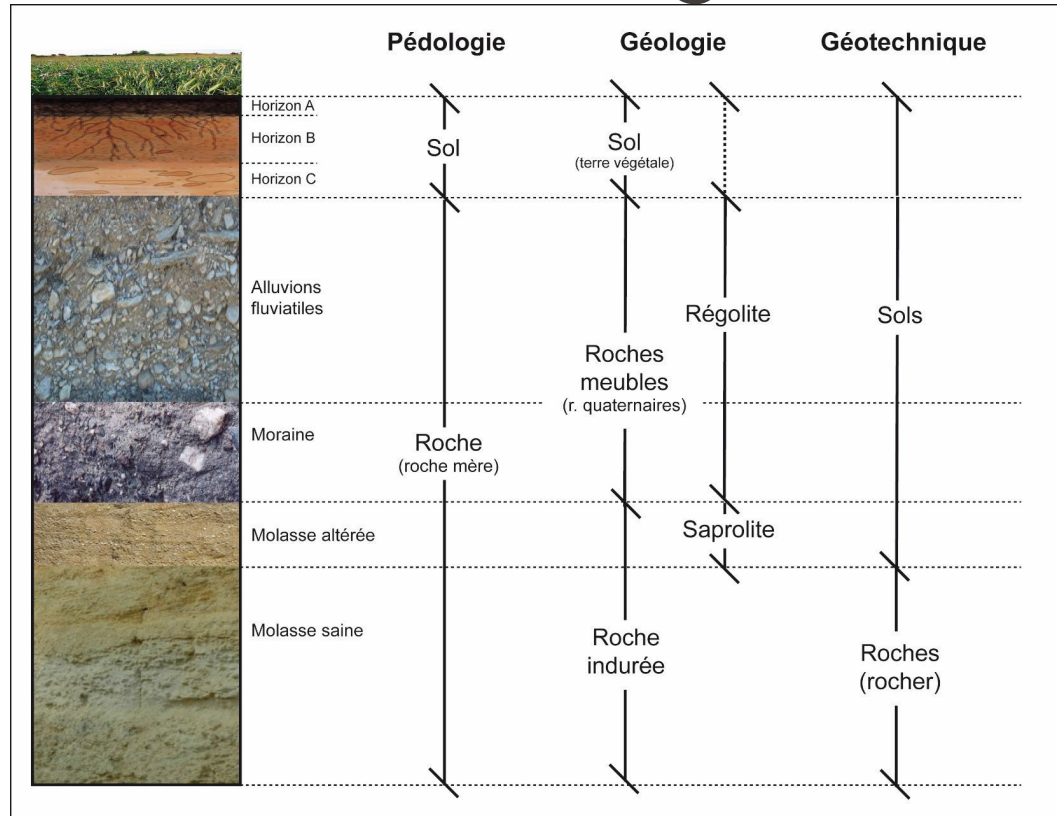 Pédologie
Géologie
Géotechnique
Horizon A
Horizon B
Horizon C
Sol
Sol
(terre végétale)
Alluvions
fluviatiles
Régolite
Sols
Roches
meubles
(r. quaternaires)
Moraine
Roche
(roche mère)
Molasse altérée
Saprolite
Molasse saine
Roche
indurée
Roches
(rocher)